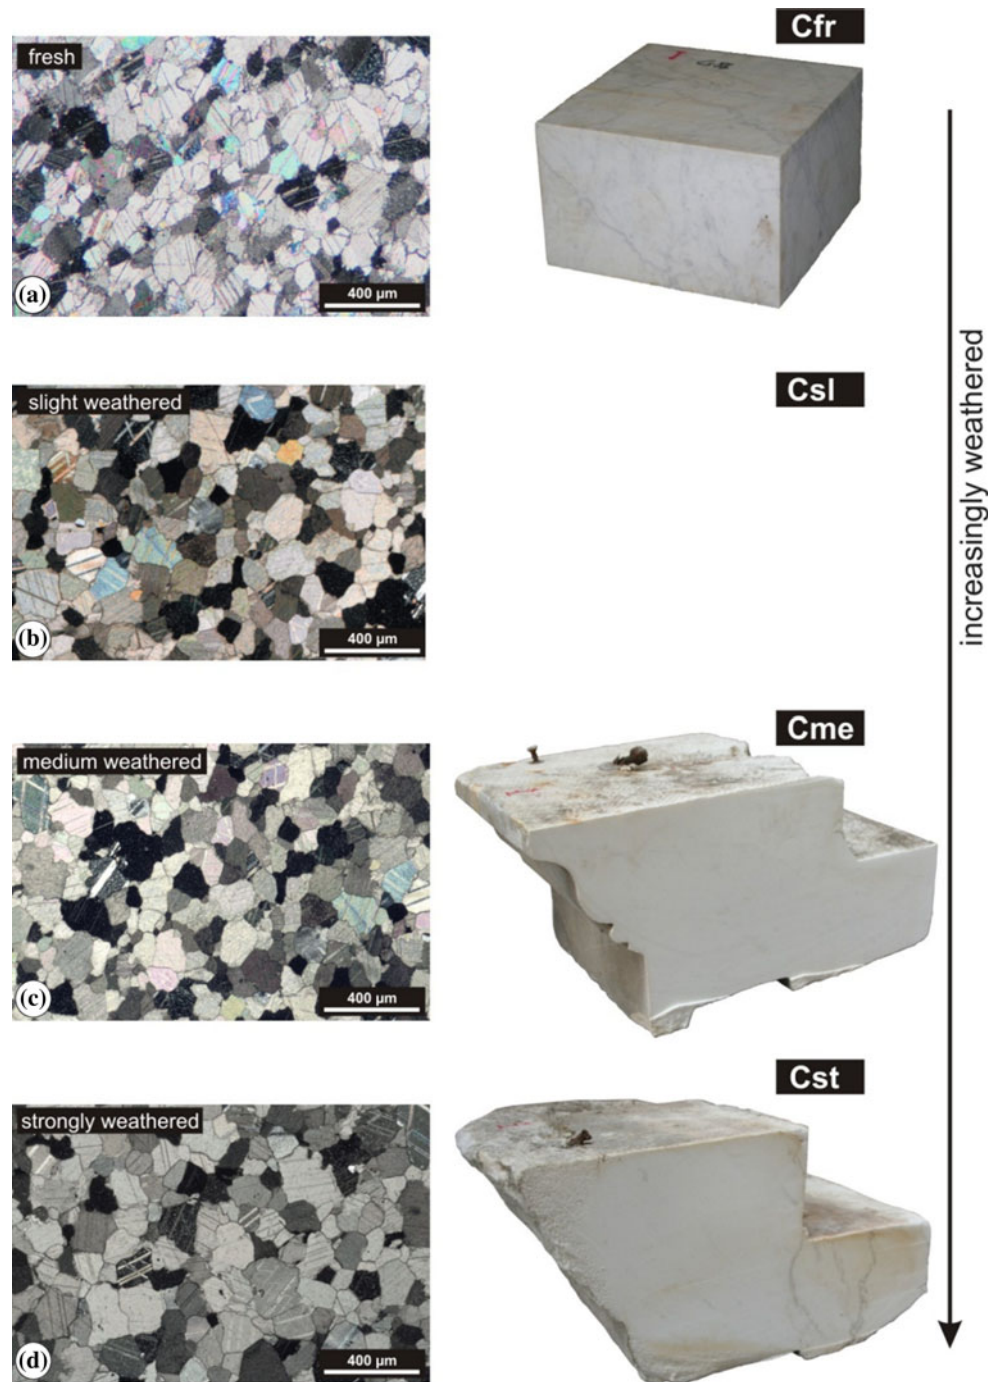 Cfr
fresh
(a)
400 µm
slight weathered
Csl
(b)
400 µm
increasingly weathered
medium weathered
Cme
(c)
400 µm
strongly weathered
Cst
(d)
400 µm